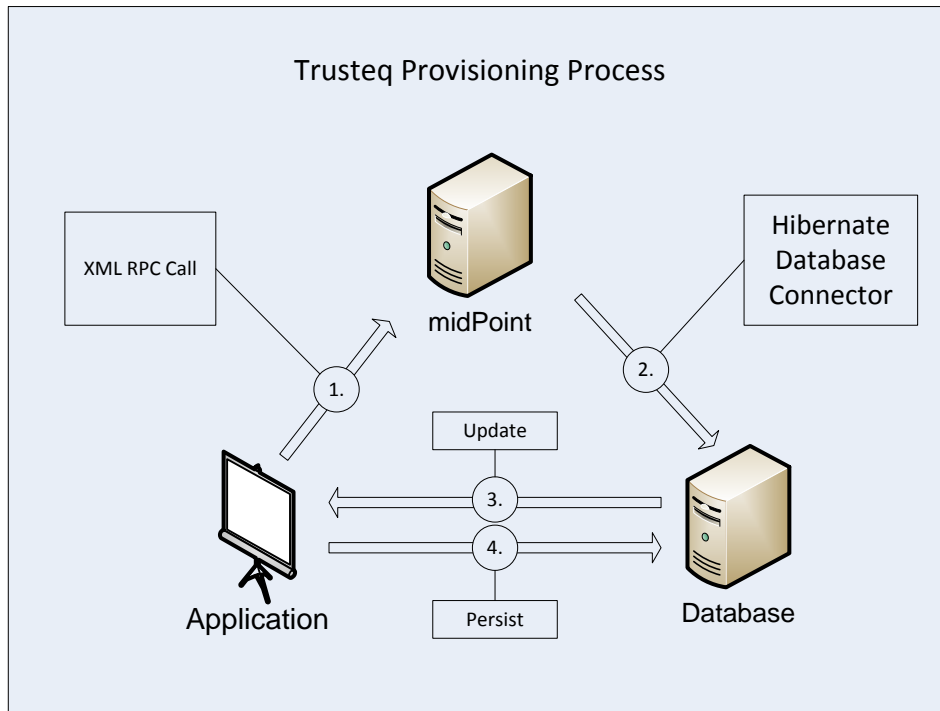 Trusteq Provisioning Process
XML RPC Call
Hibernate
Database
Connector
midPoint
1.
2.
Update
3.
4.
Application
Persist
Database